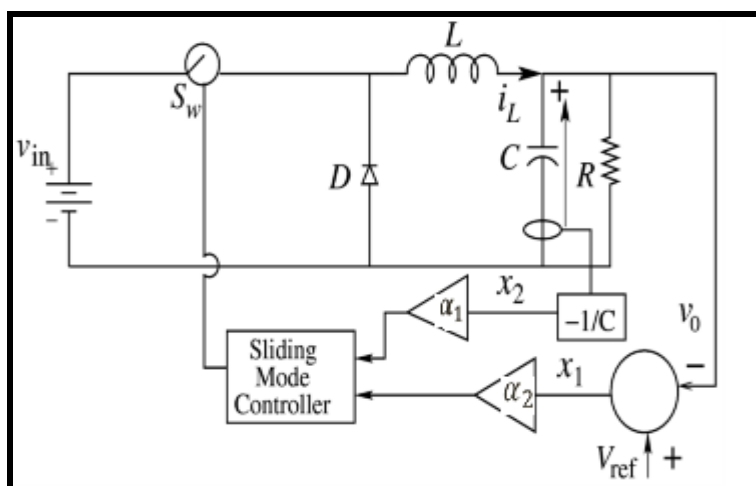 L
S_w
i_L
+
v_in
+
-
D
C
R
x_2
α_1
-1/C
v_0
Sliding
Mode
Controller
x_1
α_2
-
V_ref
+